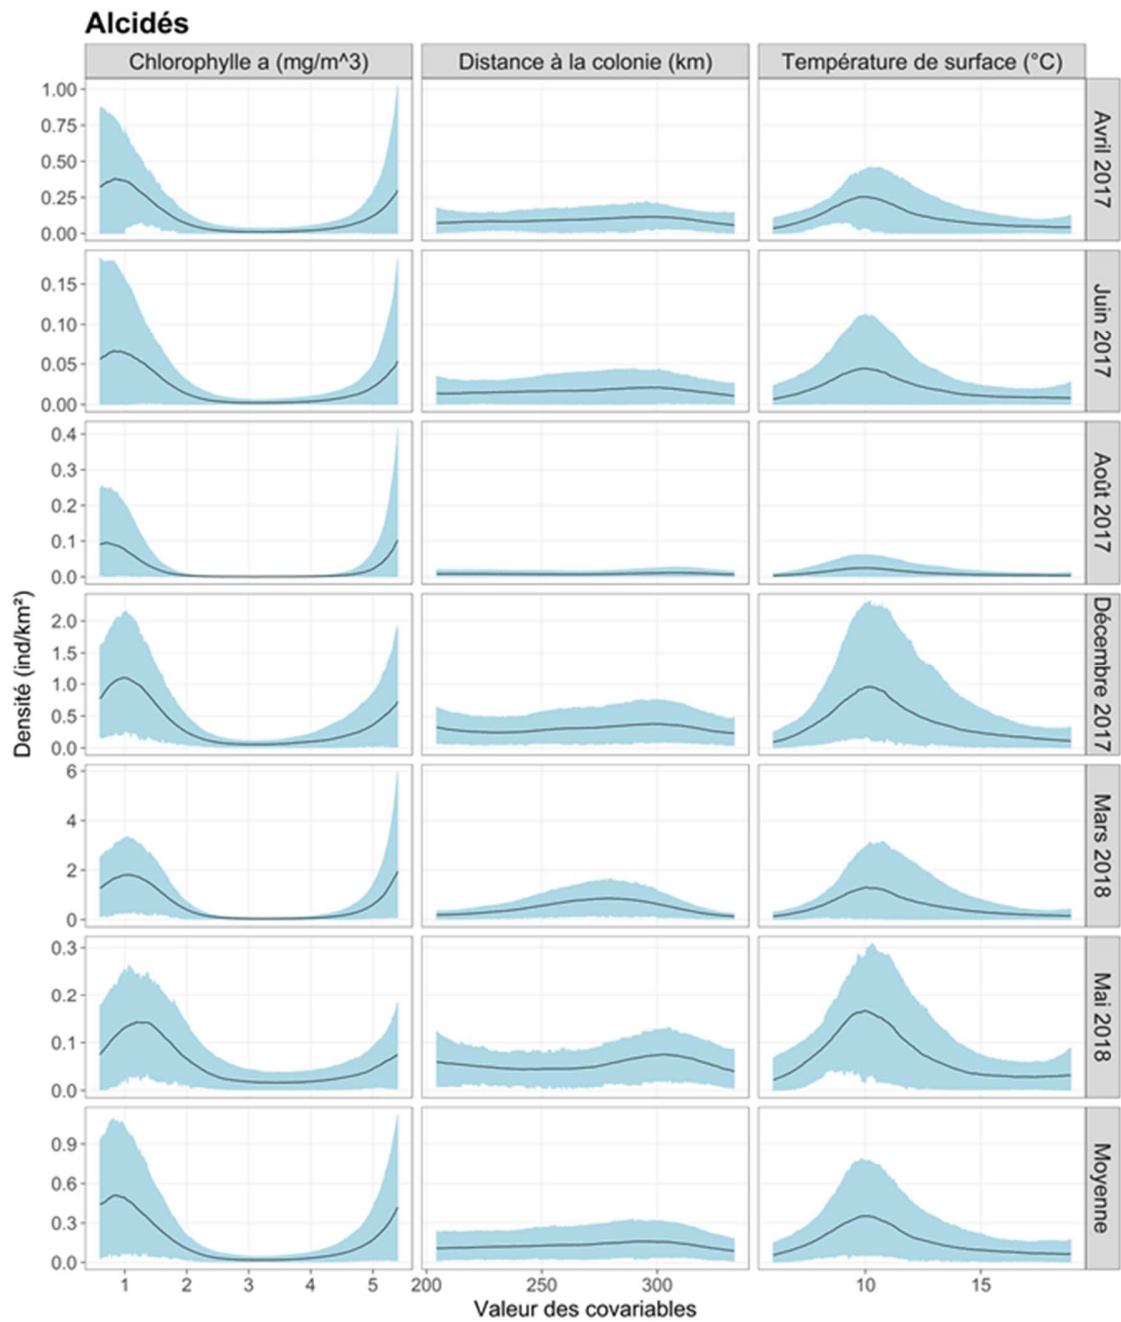 Alcidés
Chlorophylle a (mg/m^3) Distance à la colonie (km) Température de surface (°C)
Densité (ind/km²)
1.00
0.75
0.50
0.25
0.00
Avril 2017
0.15
0.10
0.05
0.00
Juin 2017
0.4
0.3
0.2
0.1
0.0
Août 2017
2.0
1.5
1.0
0.5
0.0
Décembre 2017
6
4
2
0
Mars 2018
0.3
0.2
0.1
0.0
Mai 2018
0.9
0.6
0.3
0.0
Moyenne
1 2 3 4 5 200 250 300 10 15
Valeur des covariables